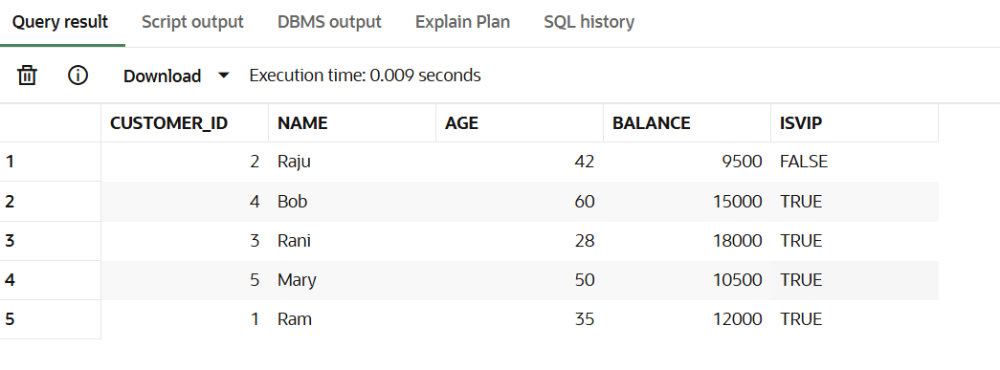 Query result Script output DBMS output Explain Plan SQL history
Download Execution time: 0.009 seconds
CUSTOMER_ID NAME AGE BALANCE ISVIP
1 2 Raju 42 9500 FALSE
2 4 Bob 60 15000 TRUE
3 3 Rani 28 18000 TRUE
4 5 Mary 50 10500 TRUE
5 1 Ram 35 12000 TRUE